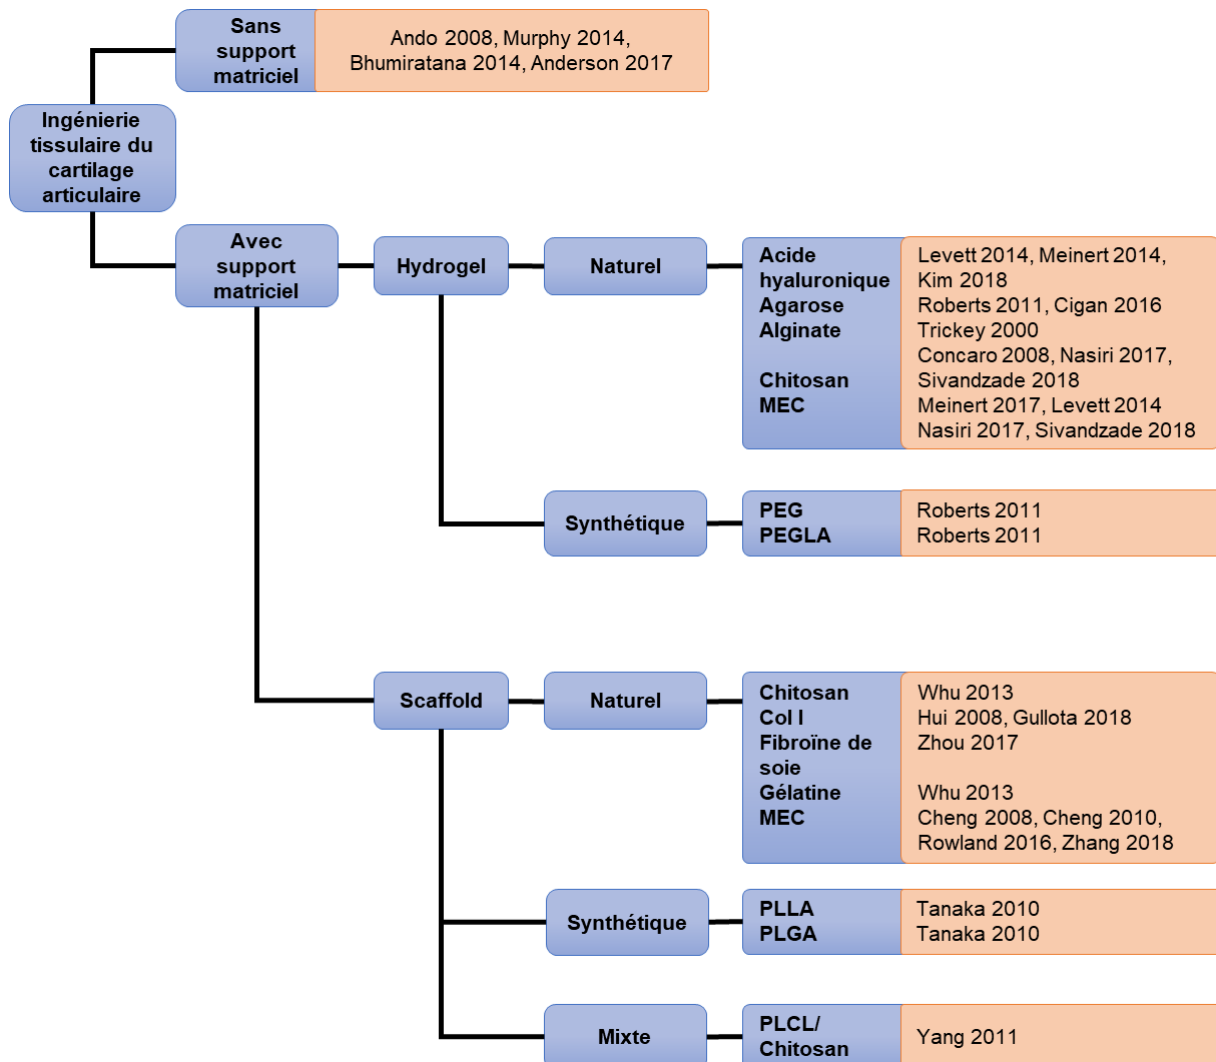 Sans
support
matriciel
Ando 2008, Murphy 2014,
Bhumiratana 2014, Anderson 2017
Ingénierie
tissulaire du
cartilage
articulaire
Avec
support
matriciel
Hydrogel
Naturel
Acide
hyaluronique
Agarose
Alginate
Chitosan
MEC
Levett 2014, Meinert 2014,
Kim 2018
Roberts 2011, Cigan 2016
Trickey 2000
Concaro 2008, Nasiri 2017,
Sivandzade 2018
Meinert 2017, Levett 2014
Nasiri 2017, Sivandzade 2018
Synthétique
PEG
PEGLA
Roberts 2011
Roberts 2011
Scaffold
Naturel
Chitosan
Col I
Fibroïne de
soie
Gélatine
MEC
Whu 2013
Hui 2008, Gullota 2018
Zhou 2017
Whu 2013
Cheng 2008, Cheng 2010,
Rowland 2016, Zhang 2018
Synthétique
PLLA
PLGA
Tanaka 2010
Tanaka 2010
Mixte
PLCL/
Chitosan
Yang 2011